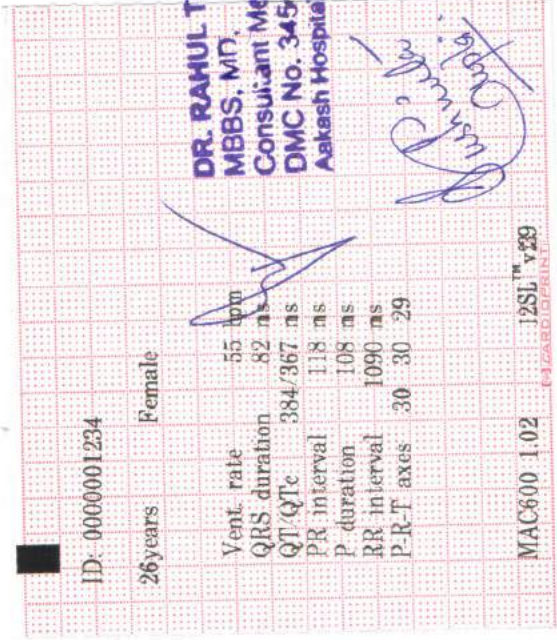 ID: 0000001234
26years Female
Vent. rate 55 bpm
QRS duration 82 ms
QT/QTc 384/367 ms
PR interval 118 ms
P duration 108 ms
RR interval 1090 ms
P-R-T axes 30 30 29
MAC600 1.02 12SL™ v239
DR. RAHUL T
MBBS, MD,
Consultant Me
DMC No. 345
Aakash Hospita